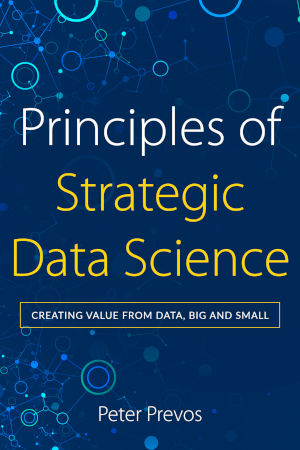 Principles of
Strategic
Data Science
CREATING VALUE FROM DATA, BIG AND SMALL
Peter Prevos